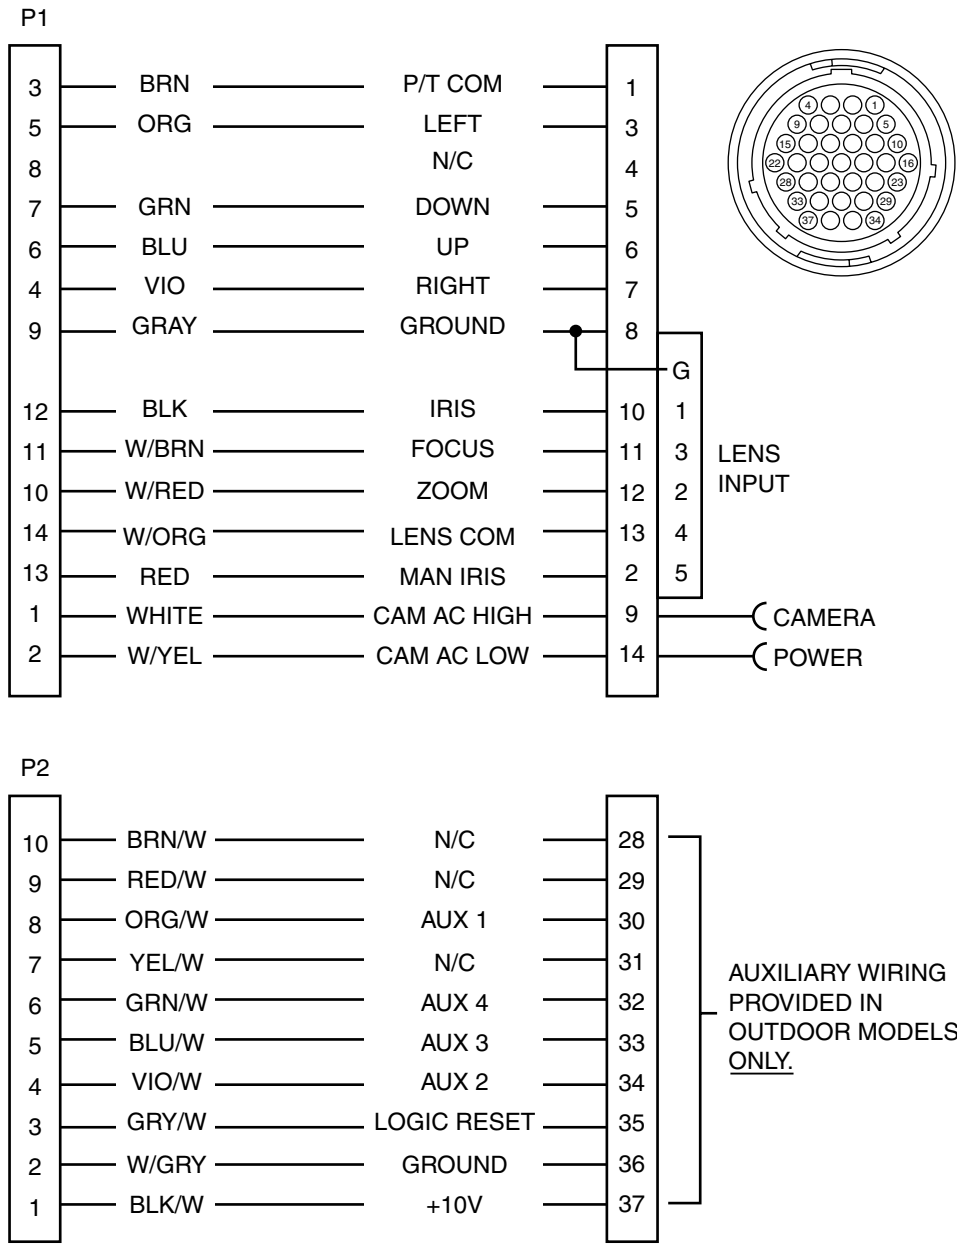 P1
3 BRN P/T COM 1
5 ORG LEFT 3
8 N/C 4
7 GRN DOWN 5
6 BLU UP 6
4 VIO RIGHT 7
9 GRAY GROUND 8
G
12 BLK IRIS 10 1
11 W/BRN FOCUS 11 3
10 W/RED ZOOM 12 2
14 W/ORG LENS COM 13 4
13 RED MAN IRIS 2 5
LENS
INPUT
1 WHITE CAM AC HIGH 9 CAMERA
2 W/YEL CAM AC LOW 14 POWER
4 1
9 5
15 10
22 16
28 23
33 29
37 34
P2
10 BRN/W N/C 28
9 RED/W N/C 29
8 ORG/W AUX 1 30
7 YEL/W N/C 31
6 GRN/W AUX 4 32
5 BLU/W AUX 3 33
4 VIO/W AUX 2 34
3 GRY/W LOGIC RESET 35
2 W/GRY GROUND 36
1 BLK/W +10V 37
AUXILIARY WIRING
PROVIDED IN
OUTDOOR MODELS
ONLY.